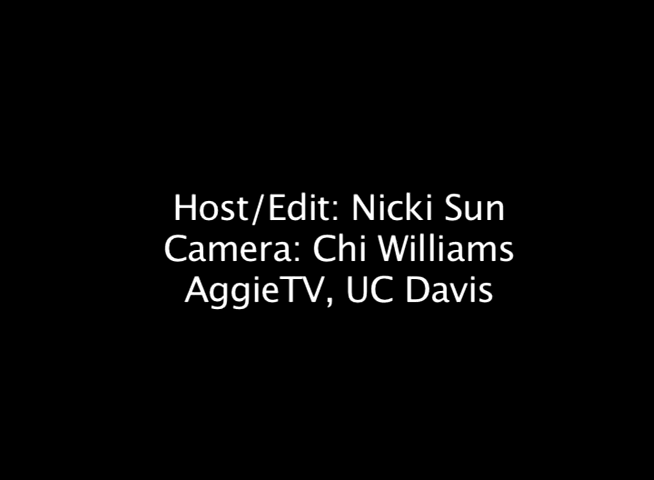 Host/Edit: Nicki Sun
Camera: Chi Williams
AggieTV, UC Davis